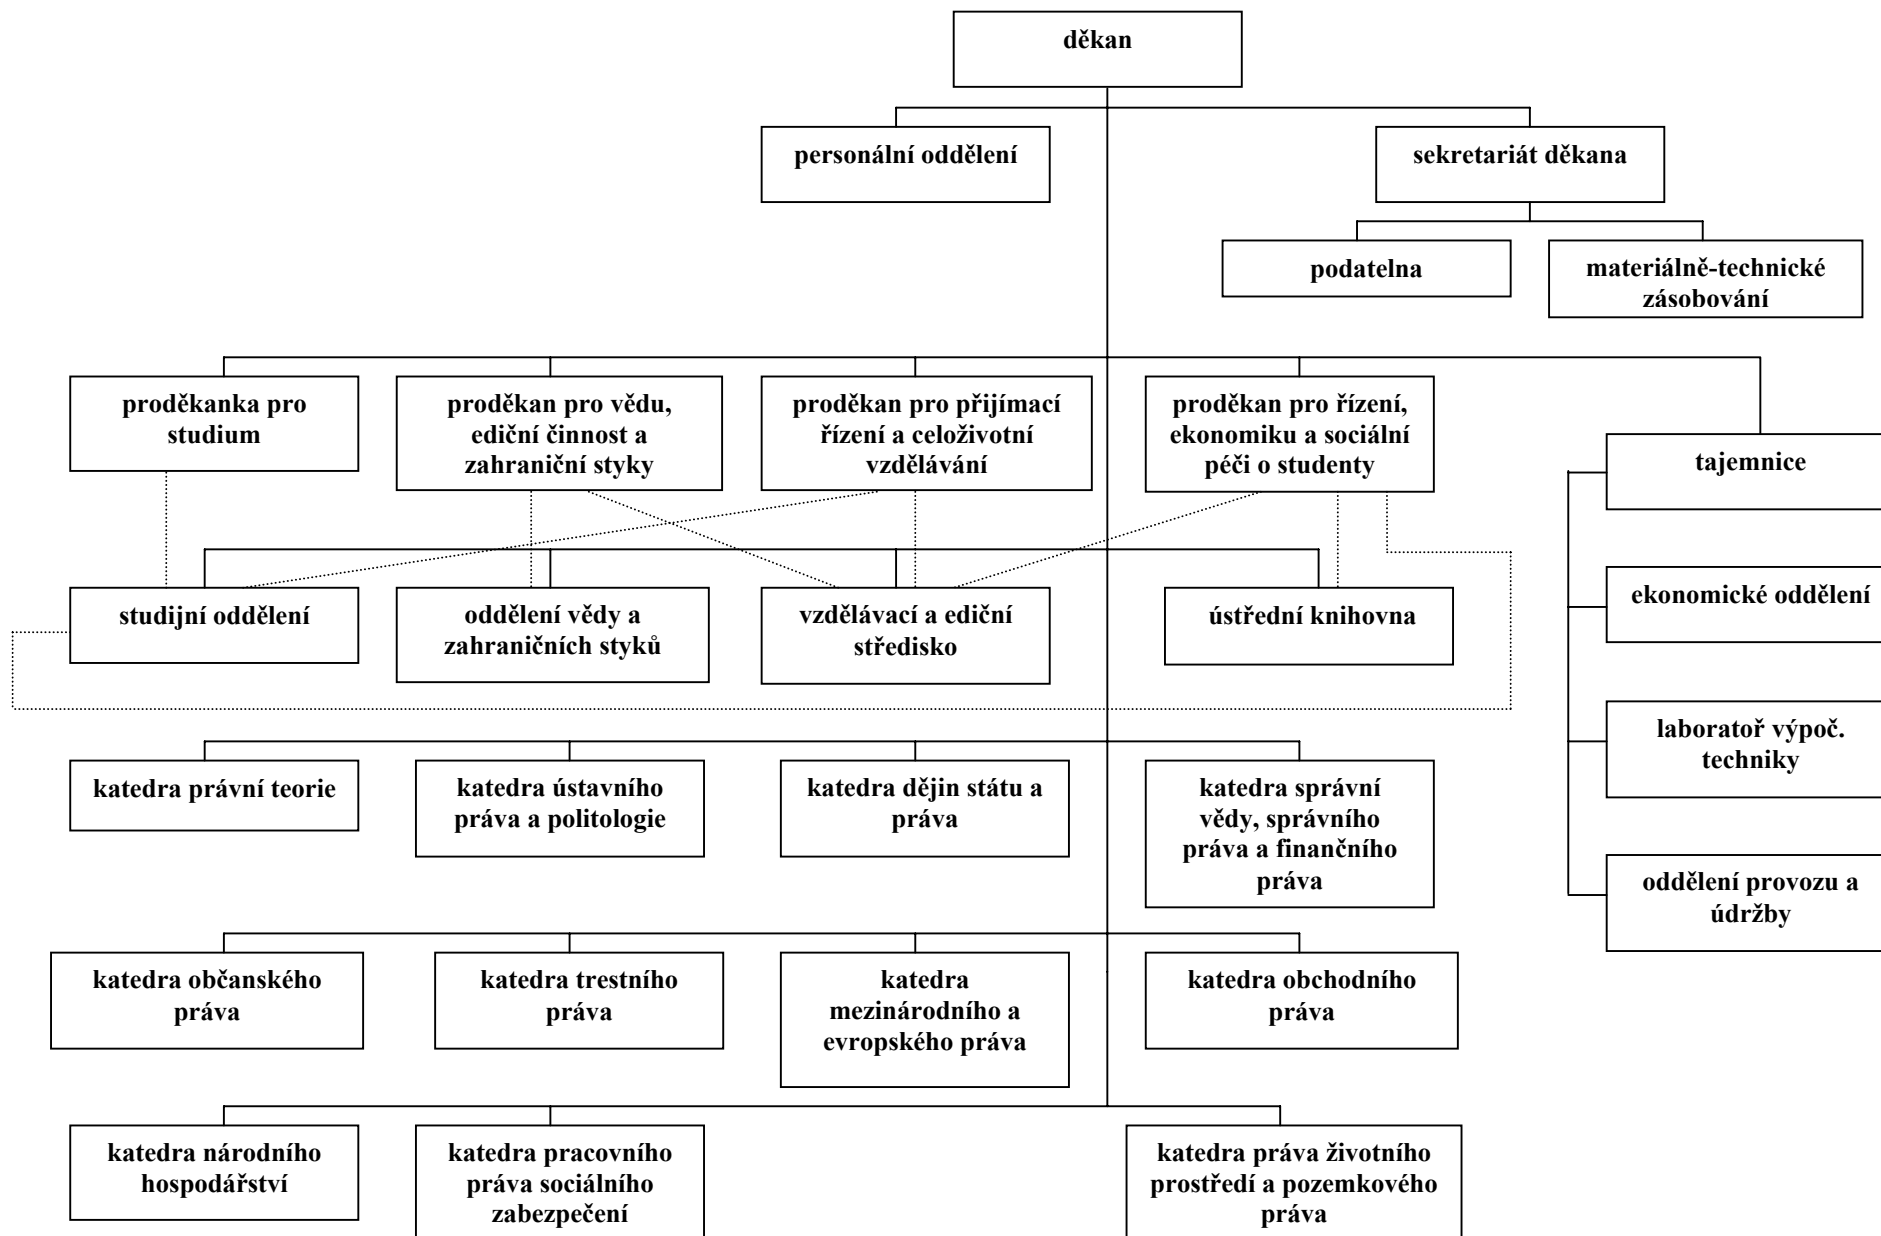 děkan
personální oddělení
sekretariát děkana
podatelna
materiálně-technické
zásobování
proděkanka pro
studium
proděkan pro vědu,
ediční činnost a
zahraniční styky
proděkan pro přijímací
řízení a celoživotní
vzdělávání
proděkan pro řízení,
ekonomiku a sociální
péči o studenty
tajemnice
studijní oddělení
oddělení vědy a
zahraničních styků
vzdělávací a ediční
středisko
ústřední knihovna
ekonomické oddělení
laboratoř výpoč.
techniky
oddělení provozu a
údržby
katedra právní teorie
katedra ústavního
práva a politologie
katedra dějin státu a
práva
katedra správní
vědy, správního
práva a finančního
práva
katedra občanského
práva
katedra trestního
práva
katedra
mezinárodního a
evropského práva
katedra obchodního
práva
katedra národního
hospodářství
katedra pracovního
práva sociálního
zabezpečení
katedra práva životního
prostředí a pozemkového
práva